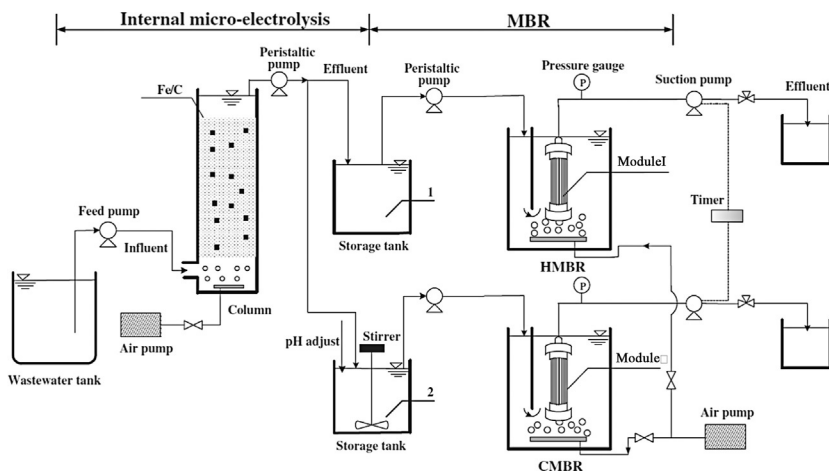 Internal micro-electrolysis
MBR
Peristaltic
pump
Effluent
Fe/C
Peristaltic
pump
Pressure gauge
P
Suction pump
Effluent
ModuleI
1
Storage tank
Timer
Feed pump
Influent
HMBR
P
Column
Air pump
Wastewater tank
pH adjust
Stirrer
Module□
2
Storage tank
Air pump
CMBR